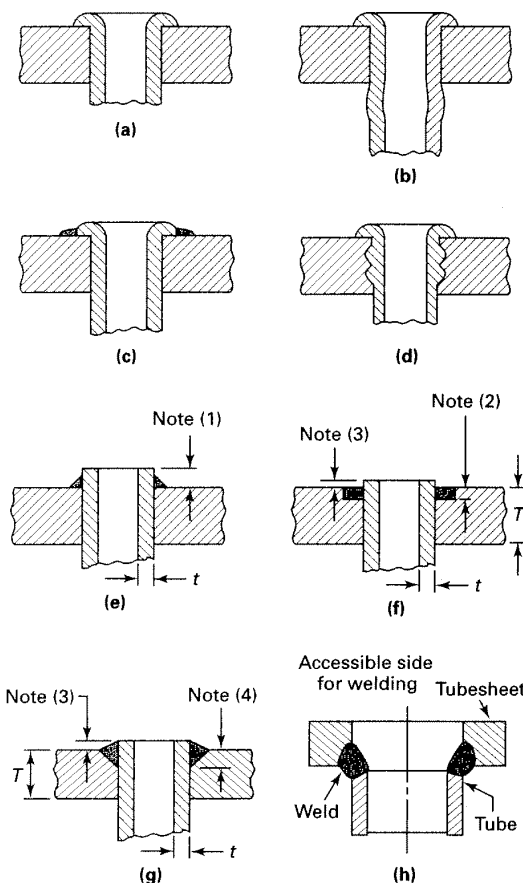 (a)
(b)
(c)
(d)
Note (1)
t
(e)
Note (3)
Note (2)
T
t
(f)
Note (3)
Note (4)
T
t
(g)
Accessible side
for welding
Tubesheet
Weld
Tube
(h)